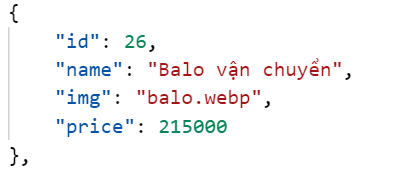 {
"id": 26,
"name": "Balo vận chuyển",
"img": "balo.webp",
"price": 215000
},